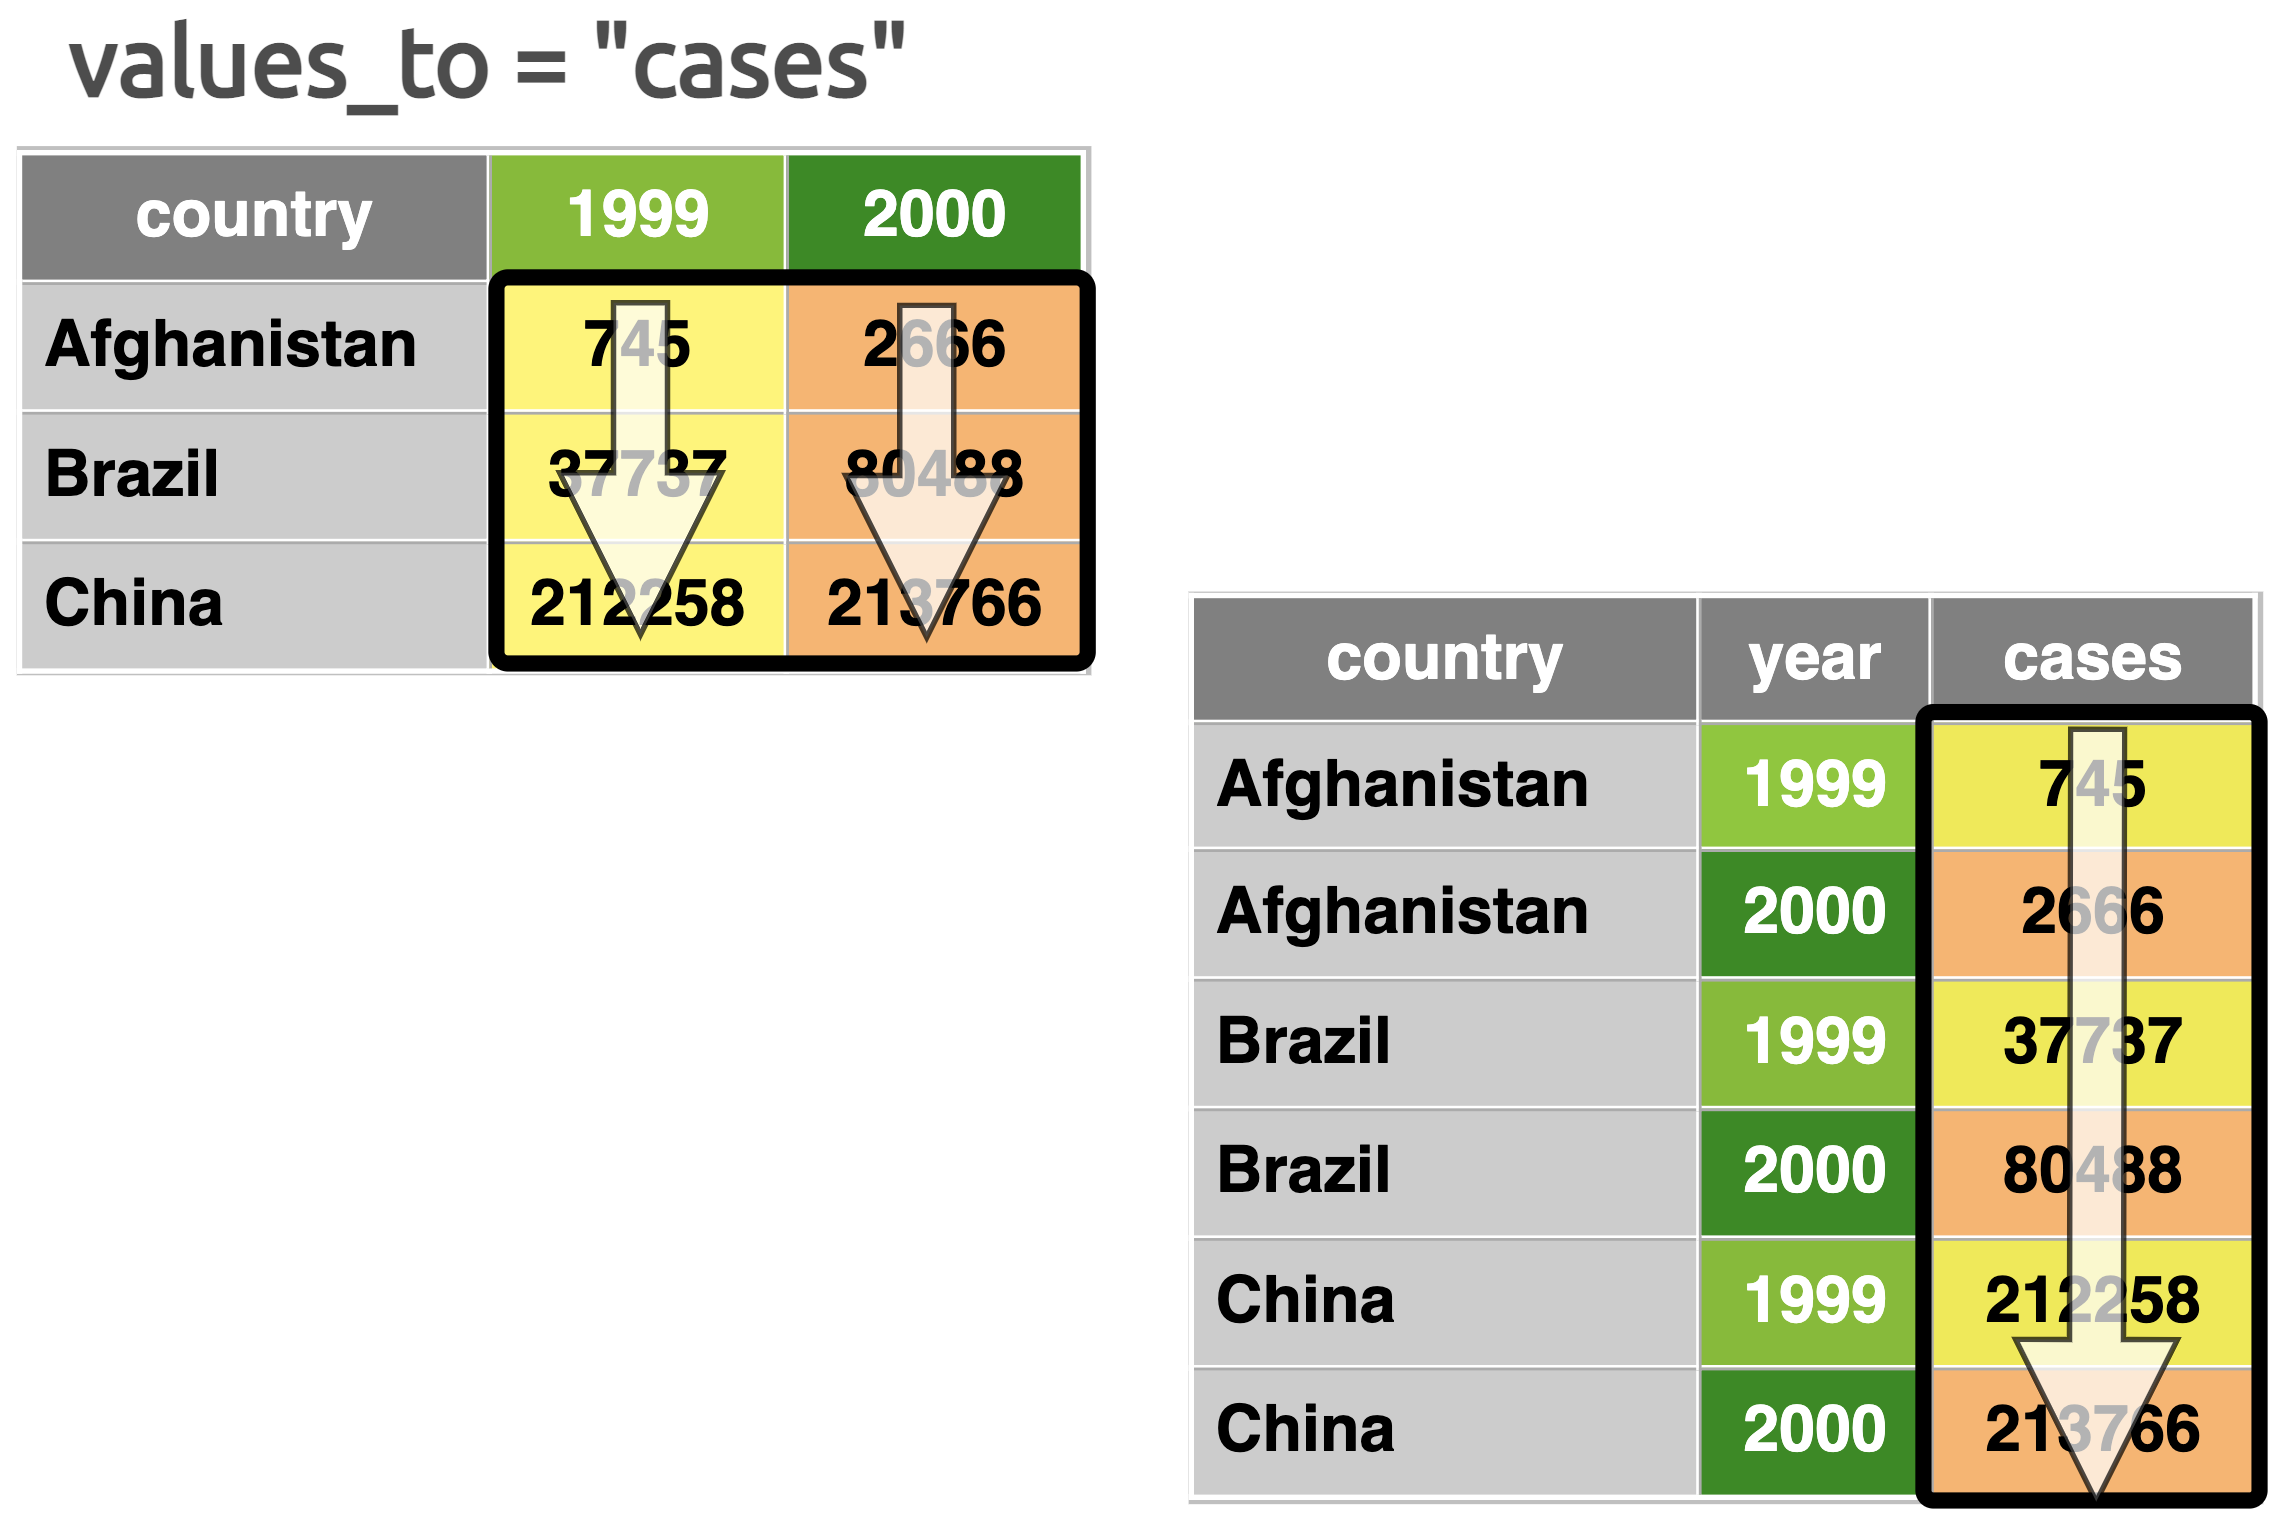 values_to = "cases"
country 1999 2000
Afghanistan 745 2666
Brazil 37737 80488
China 212258 213766
country year cases
Afghanistan 1999 745
Afghanistan 2000 2666
Brazil 1999 37737
Brazil 2000 80488
China 1999 212258
China 2000 213766